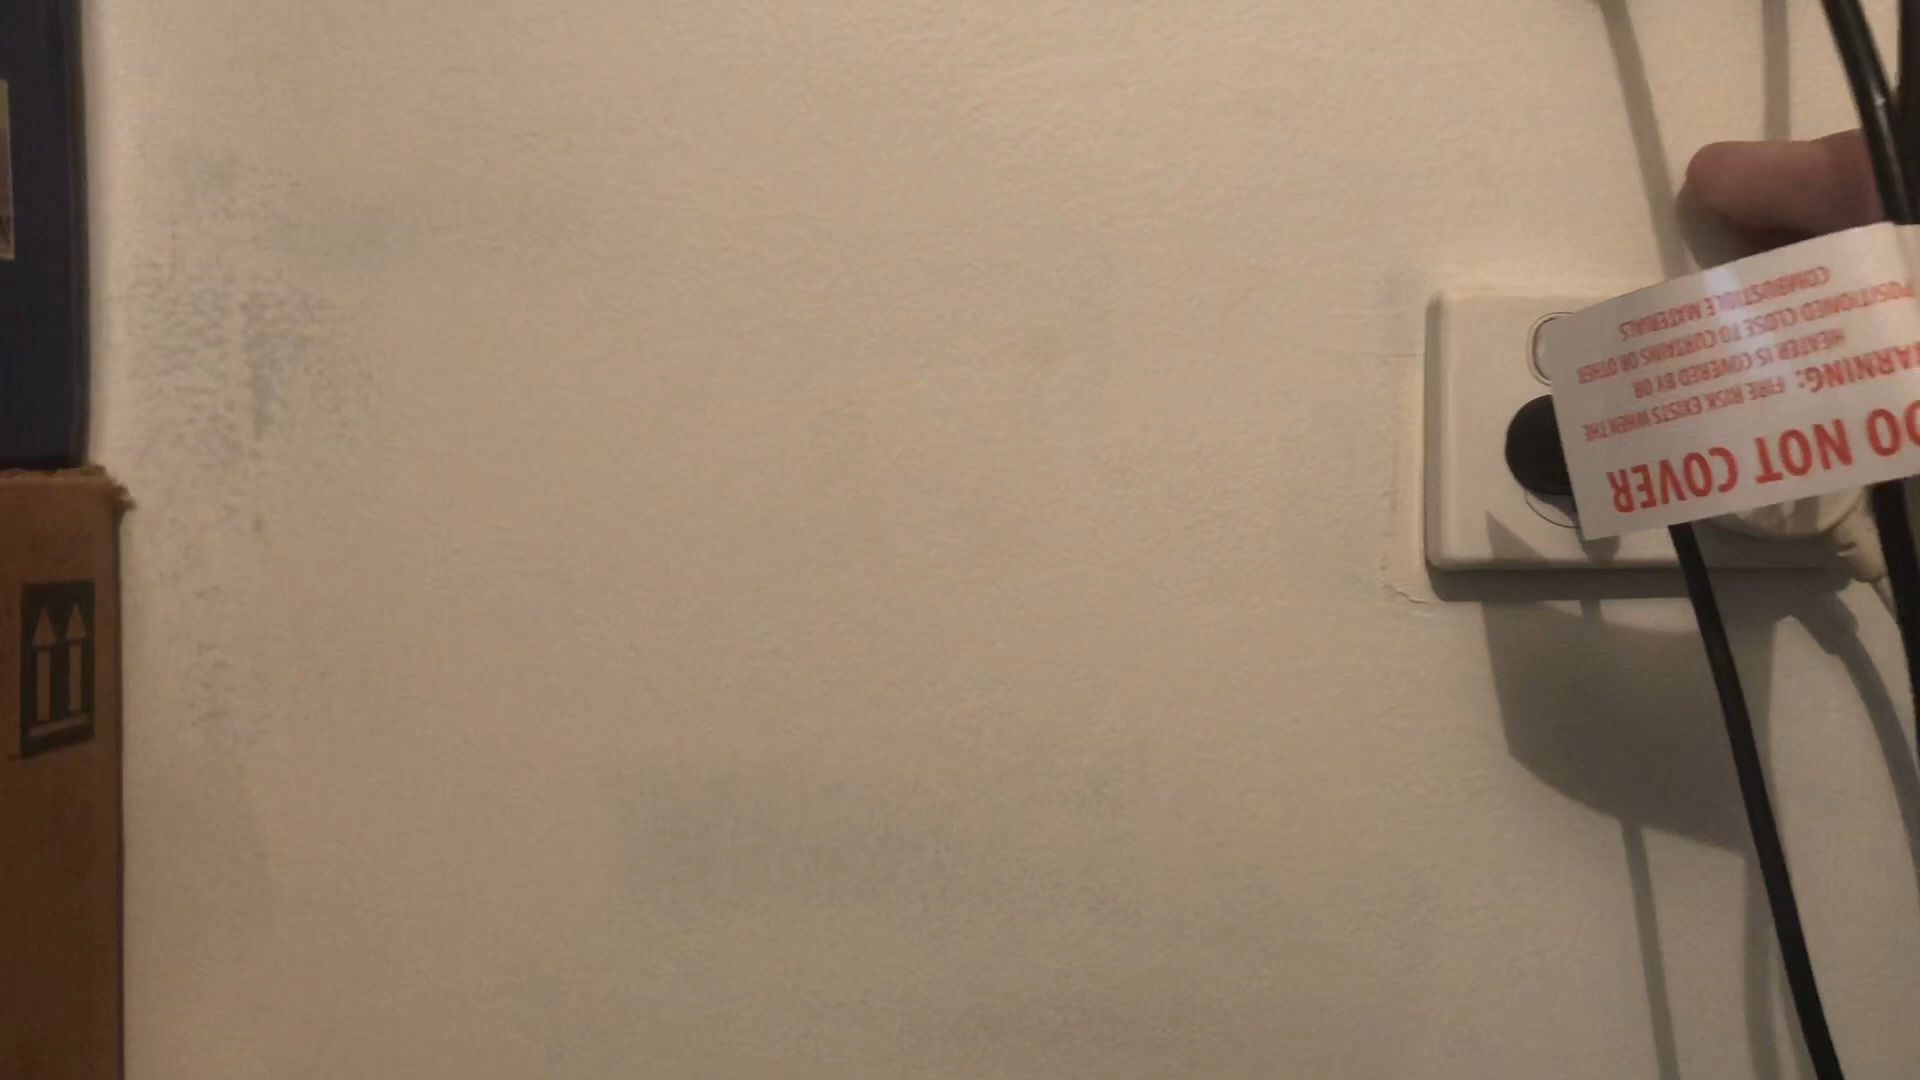 DO NOT COVER
WARNING: FIRE RISK EXISTS WHEN THE
HEATER IS COVERED BY OR
POSITIONED CLOSE TO CURTAINS OR OTHER
COMBUSTIBLE MATERIALS